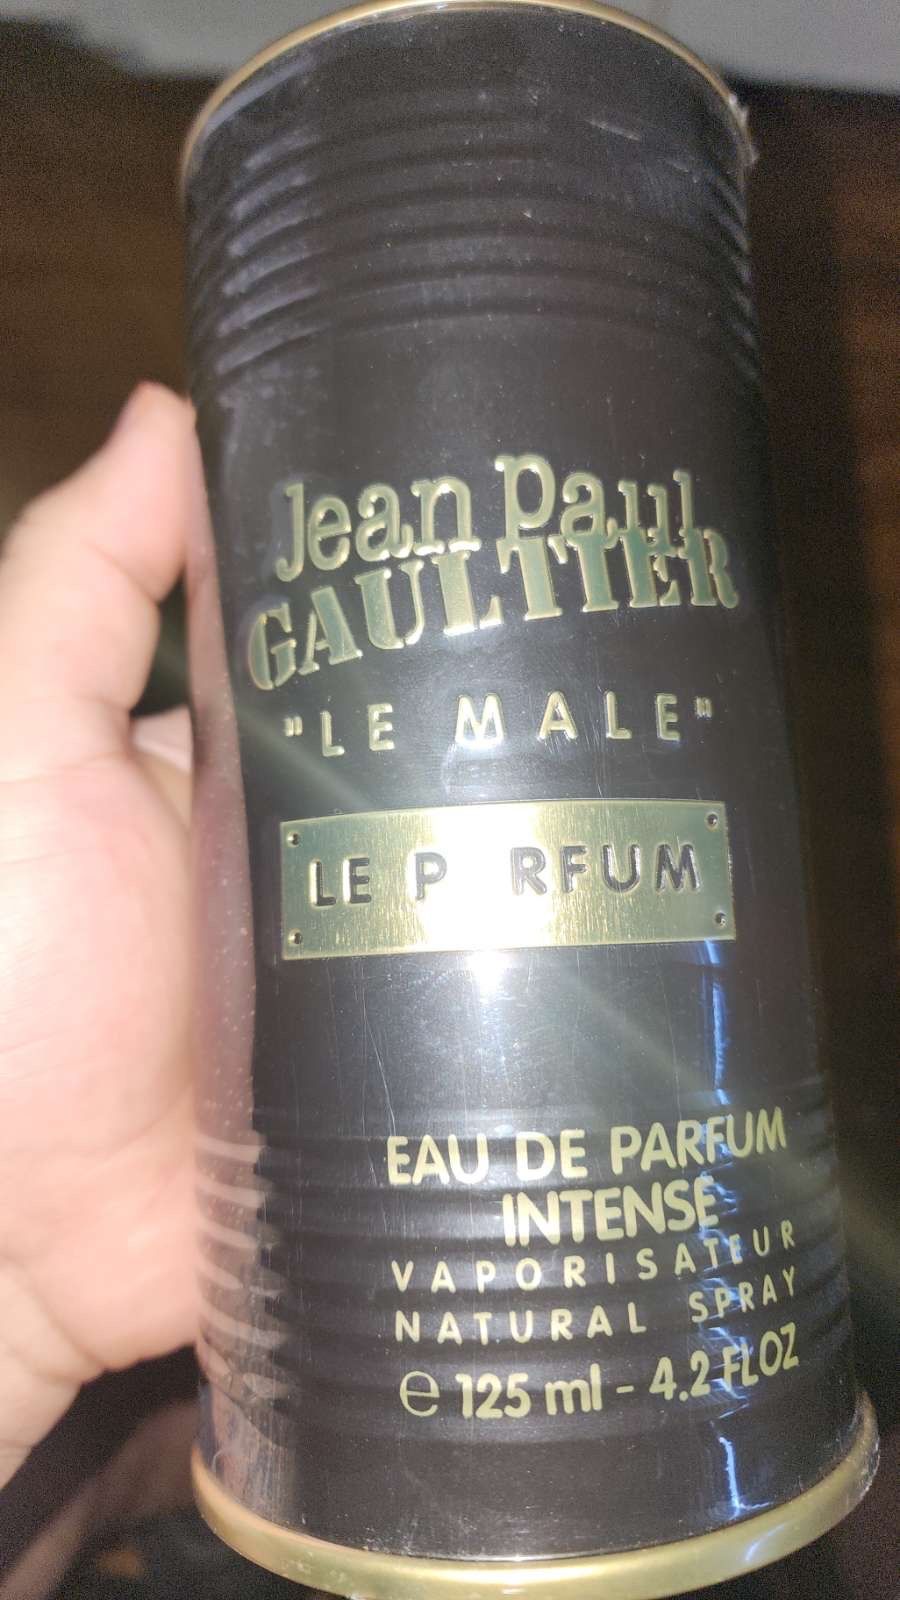 Jean Paul
GAULTIER
"LE MALE"
LE PARFUM
EAU DE PARFUM
INTENSE
VAPORISATEUR
NATURAL SPRAY
℮ 125 ml - 4.2 FL OZ